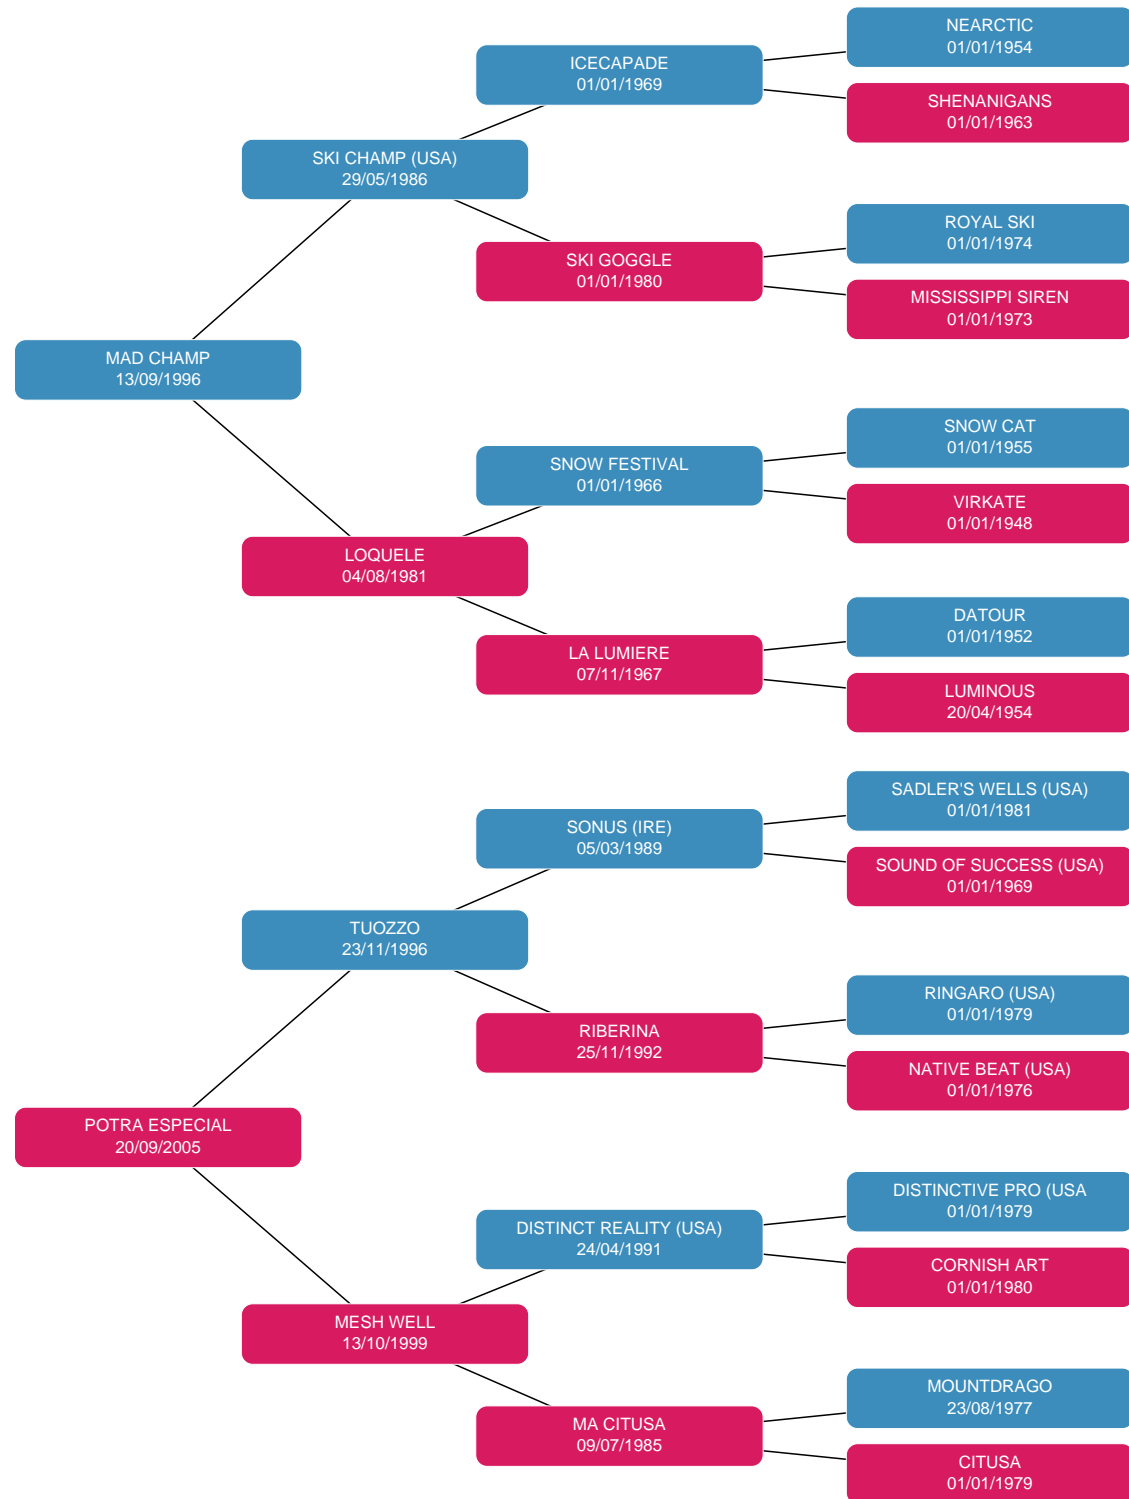 NEARCTIC
01/01/1954
ICECAPADE
01/01/1969
SHENANIGANS
01/01/1963
SKI CHAMP (USA)
29/05/1986
ROYAL SKI
01/01/1974
SKI GOGGLE
01/01/1980
MISSISSIPPI SIREN
01/01/1973
MAD CHAMP
13/09/1996
SNOW CAT
01/01/1955
SNOW FESTIVAL
01/01/1966
VIRKATE
01/01/1948
LOQUELE
04/08/1981
DATOUR
01/01/1952
LA LUMIERE
07/11/1967
LUMINOUS
20/04/1954
SADLER'S WELLS (USA)
01/01/1981
SONUS (IRE)
05/03/1989
SOUND OF SUCCESS (USA)
01/01/1969
TUOZZO
23/11/1996
RINGARO (USA)
01/01/1979
RIBERINA
25/11/1992
NATIVE BEAT (USA)
01/01/1976
POTRA ESPECIAL
20/09/2005
DISTINCTIVE PRO (USA
01/01/1979
DISTINCT REALITY (USA)
24/04/1991
CORNISH ART
01/01/1980
MESH WELL
13/10/1999
MOUNTDRAGO
23/08/1977
MA CITUSA
09/07/1985
CITUSA
01/01/1979